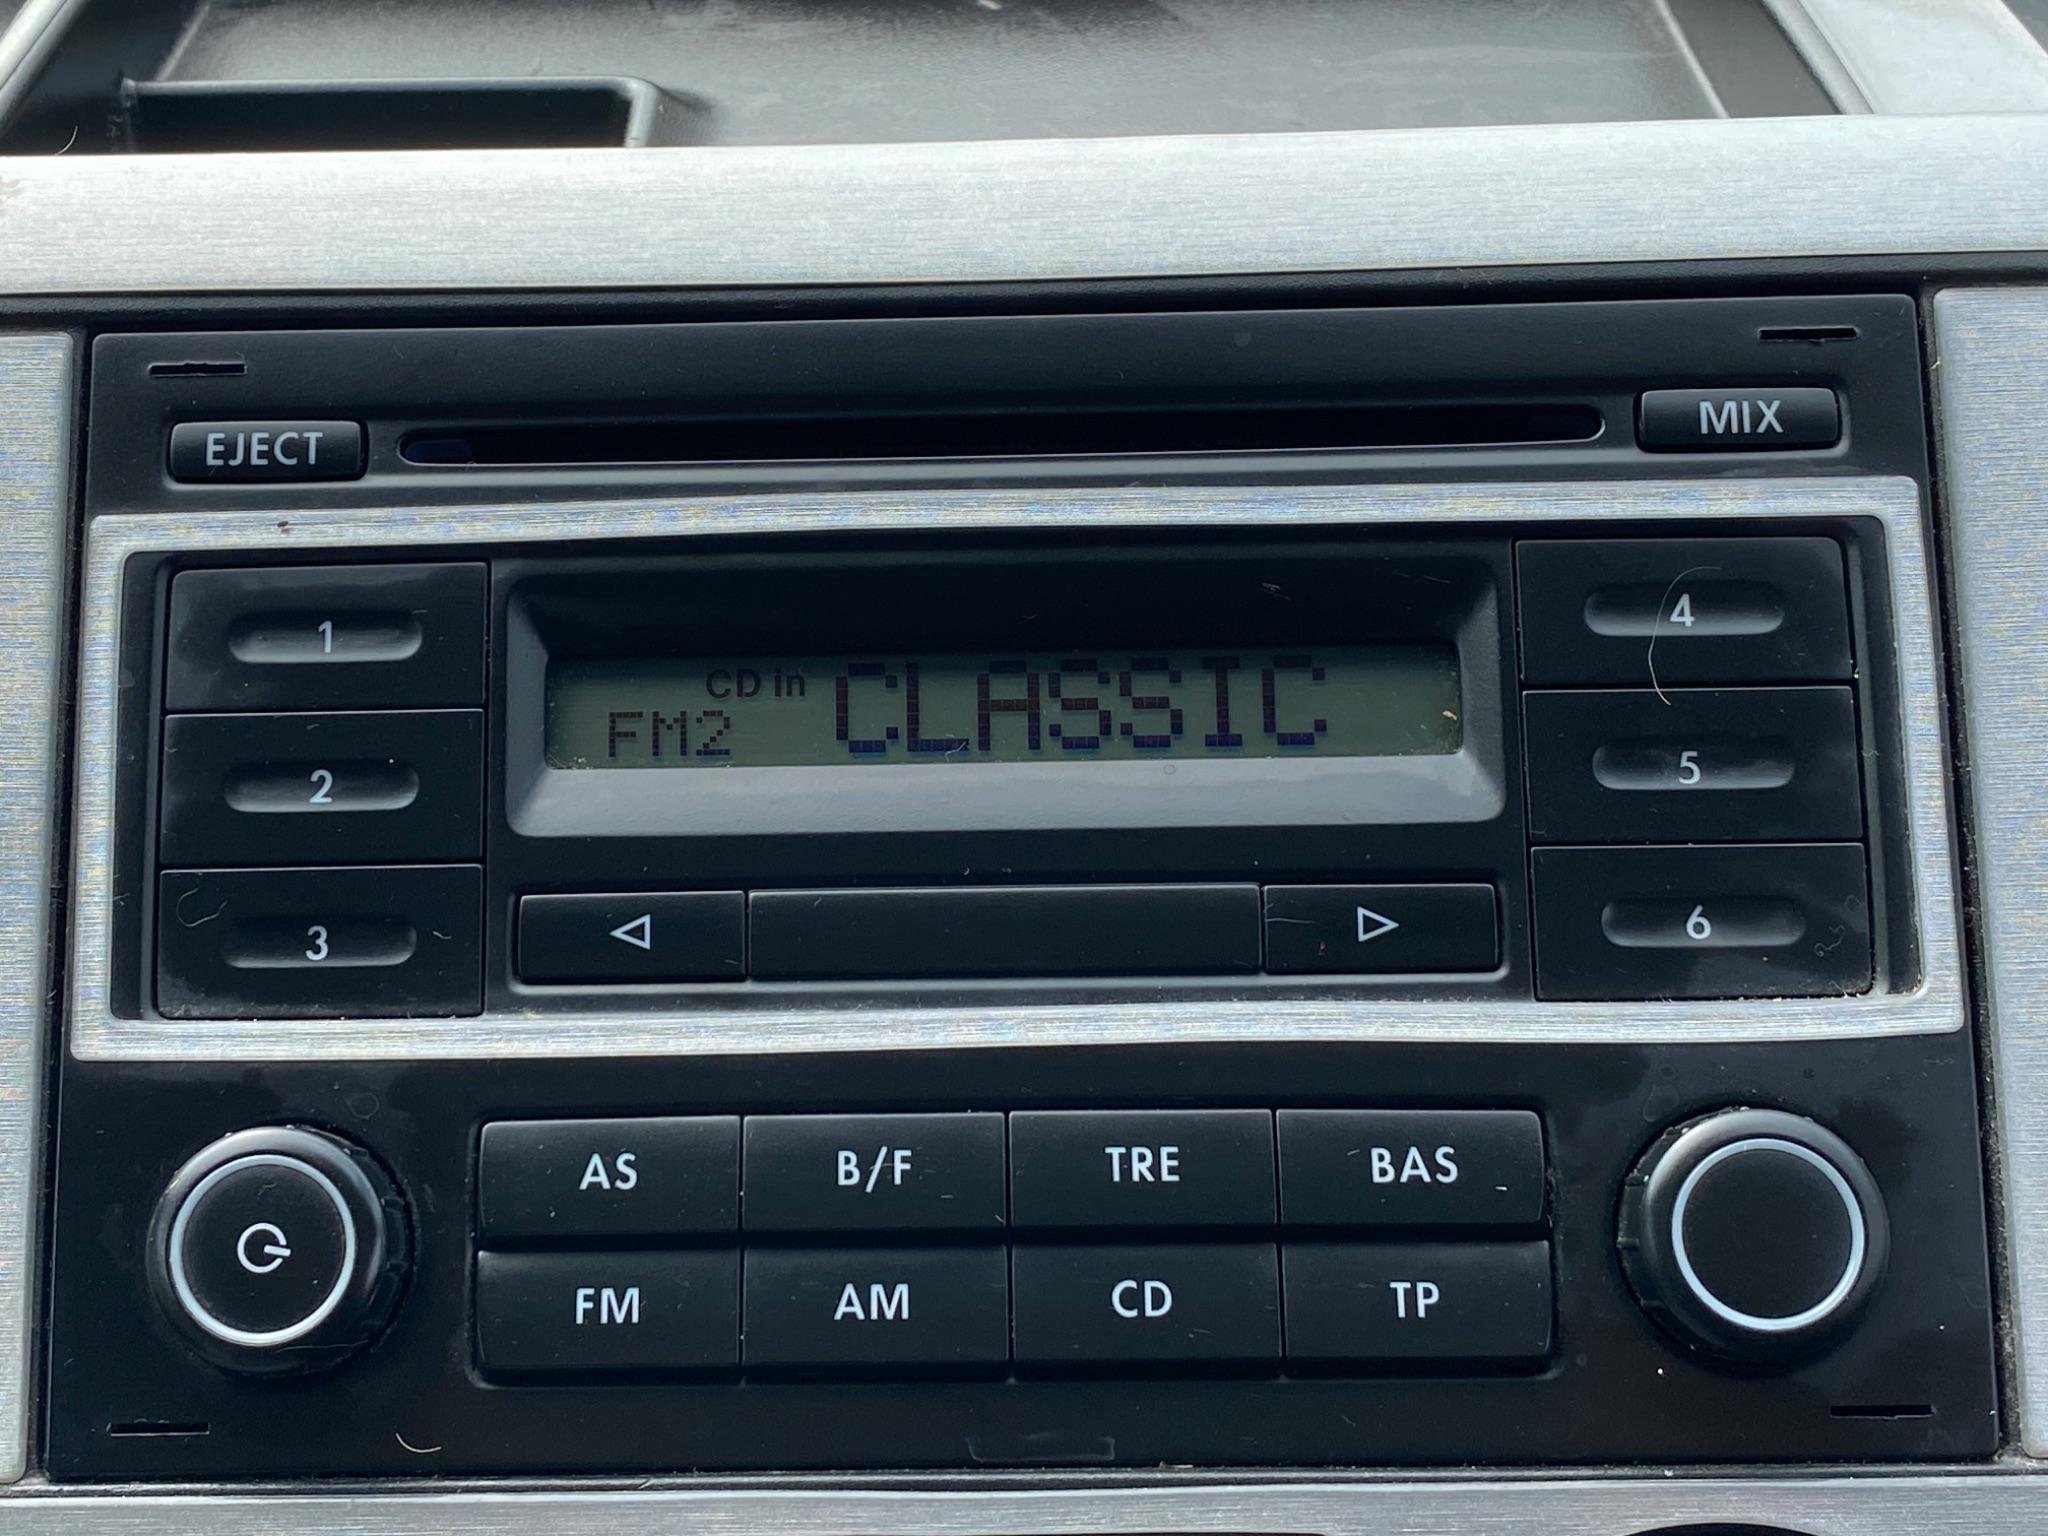 EJECT
MIX
1
2
3
CD in
FM2 CLASSIC
4
5
6
AS B/F TRE BAS
FM AM CD TP